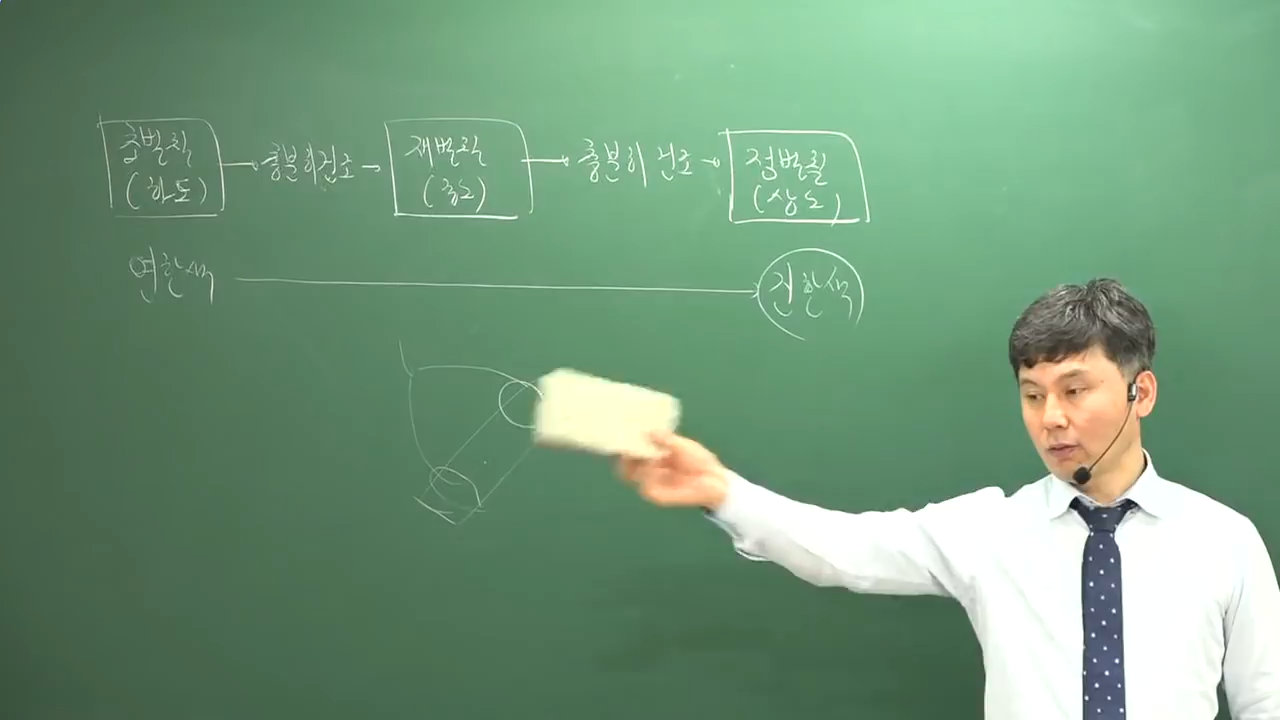 초벌칠
(하도)
충분히 건조
재벌칠
(중도)
충분히 건조
정벌칠
(상도)
연한색
진한색